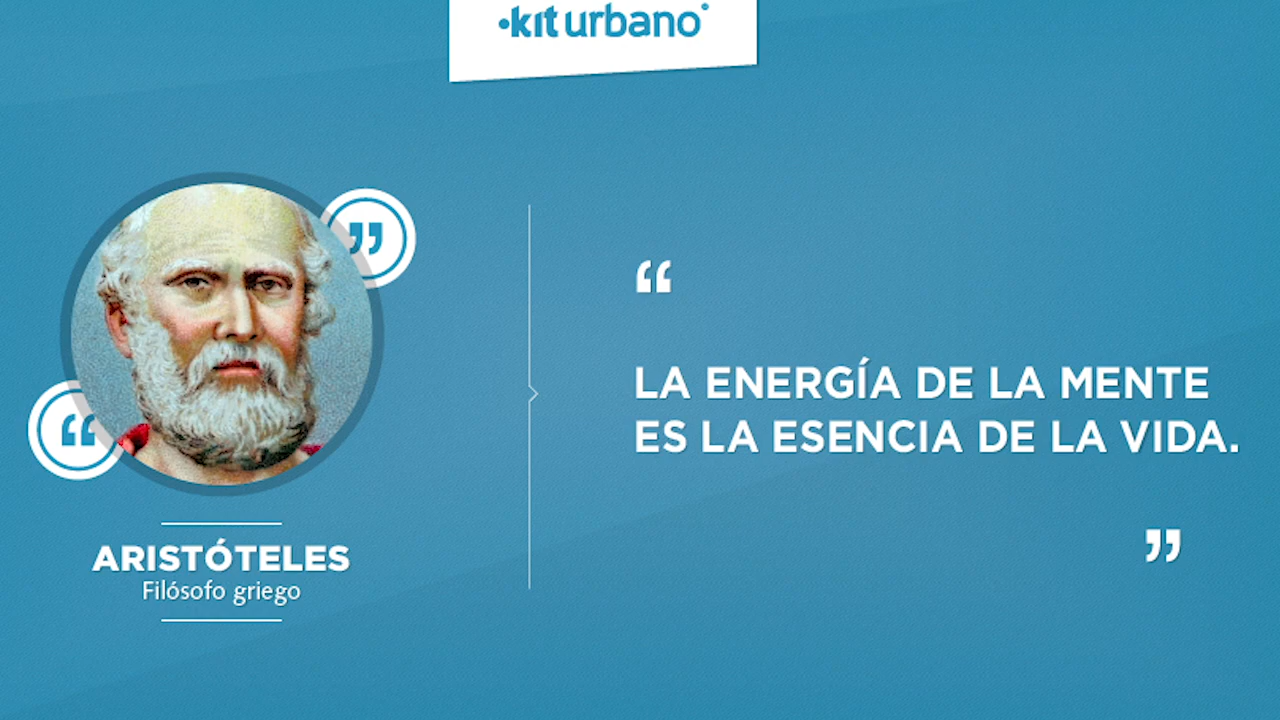 ·kit urbano°
ARISTÓTELES
Filósofo griego
“
LA ENERGÍA DE LA MENTE
ES LA ESENCIA DE LA VIDA.
”